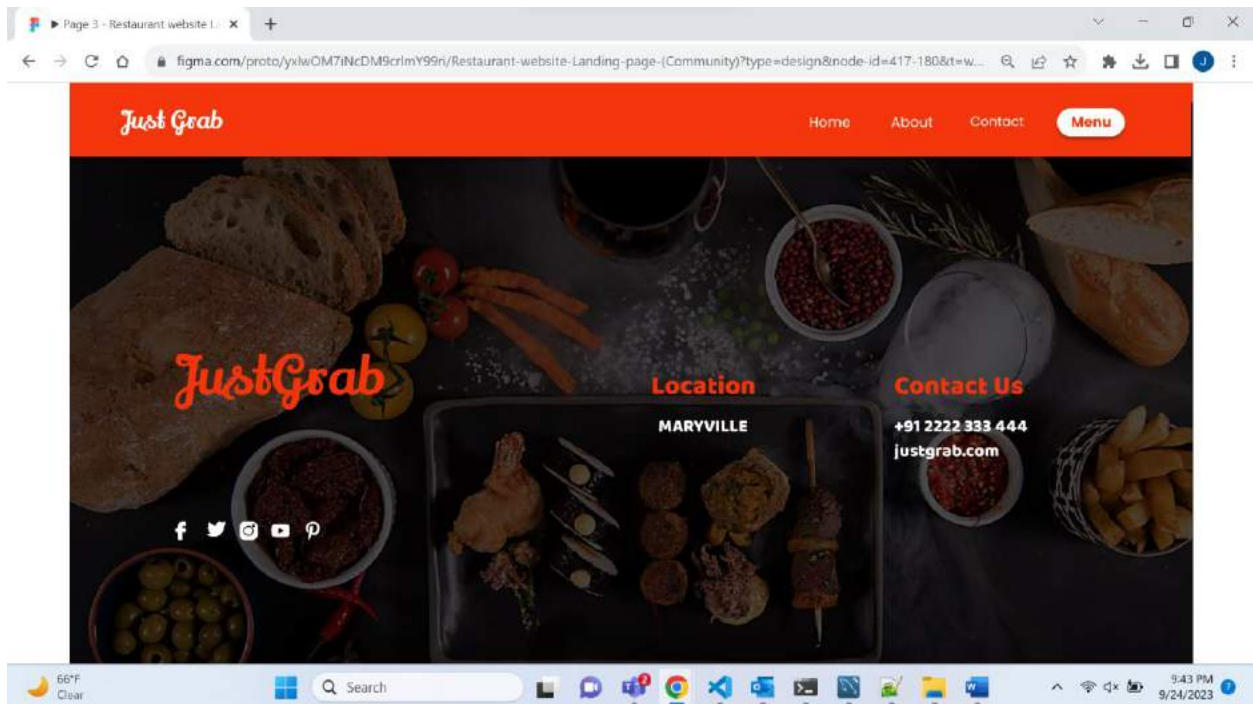 Page 3 - Restaurant website L
figma.com/proto/yxIwOM7iNcDM9crlmY99ri/Restaurant-website-Landing-page-(Community)?type=design&node-id=417-180&t=w...
J
Just Grab
Home About Contact Menu
JustGrab
Location
MARYVILLE
Contact Us
+91 2222 333 444
justgrab.com
66°F
Clear
Search
9:43 PM
9/24/2023